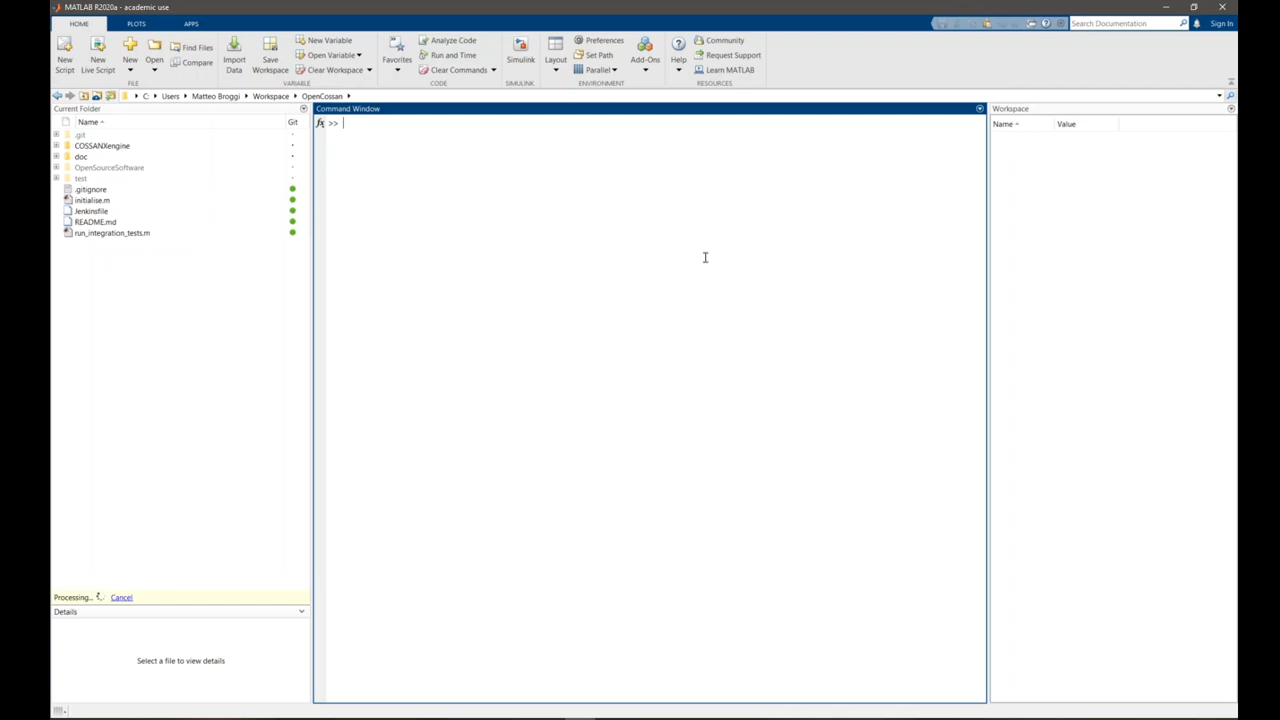 MATLAB R2020a - academic use
HOME PLOTS APPS
Search Documentation Sign In
New Script
New Live Script
New
Open
Find Files
Compare
Import Data
Save Workspace
New Variable
Open Variable
Clear Workspace
Favorites
Analyze Code
Run and Time
Clear Commands
Simulink
Layout
Preferences
Set Path
Parallel
Add-Ons
Help
Community
Request Support
Learn MATLAB
FILE VARIABLE CODE SIMULINK ENVIRONMENT RESOURCES
C: Users Matteo Broggi Workspace OpenCossan
Current Folder
Name Git
.git
COSSANXengine
doc
OpenSourceSoftware
test
.gitignore
initialise.m
Jenkinsfile
README.md
run_integration_tests.m
Processing... Cancel
Details
Select a file to view details
Command Window
fx >>
Workspace
Name Value